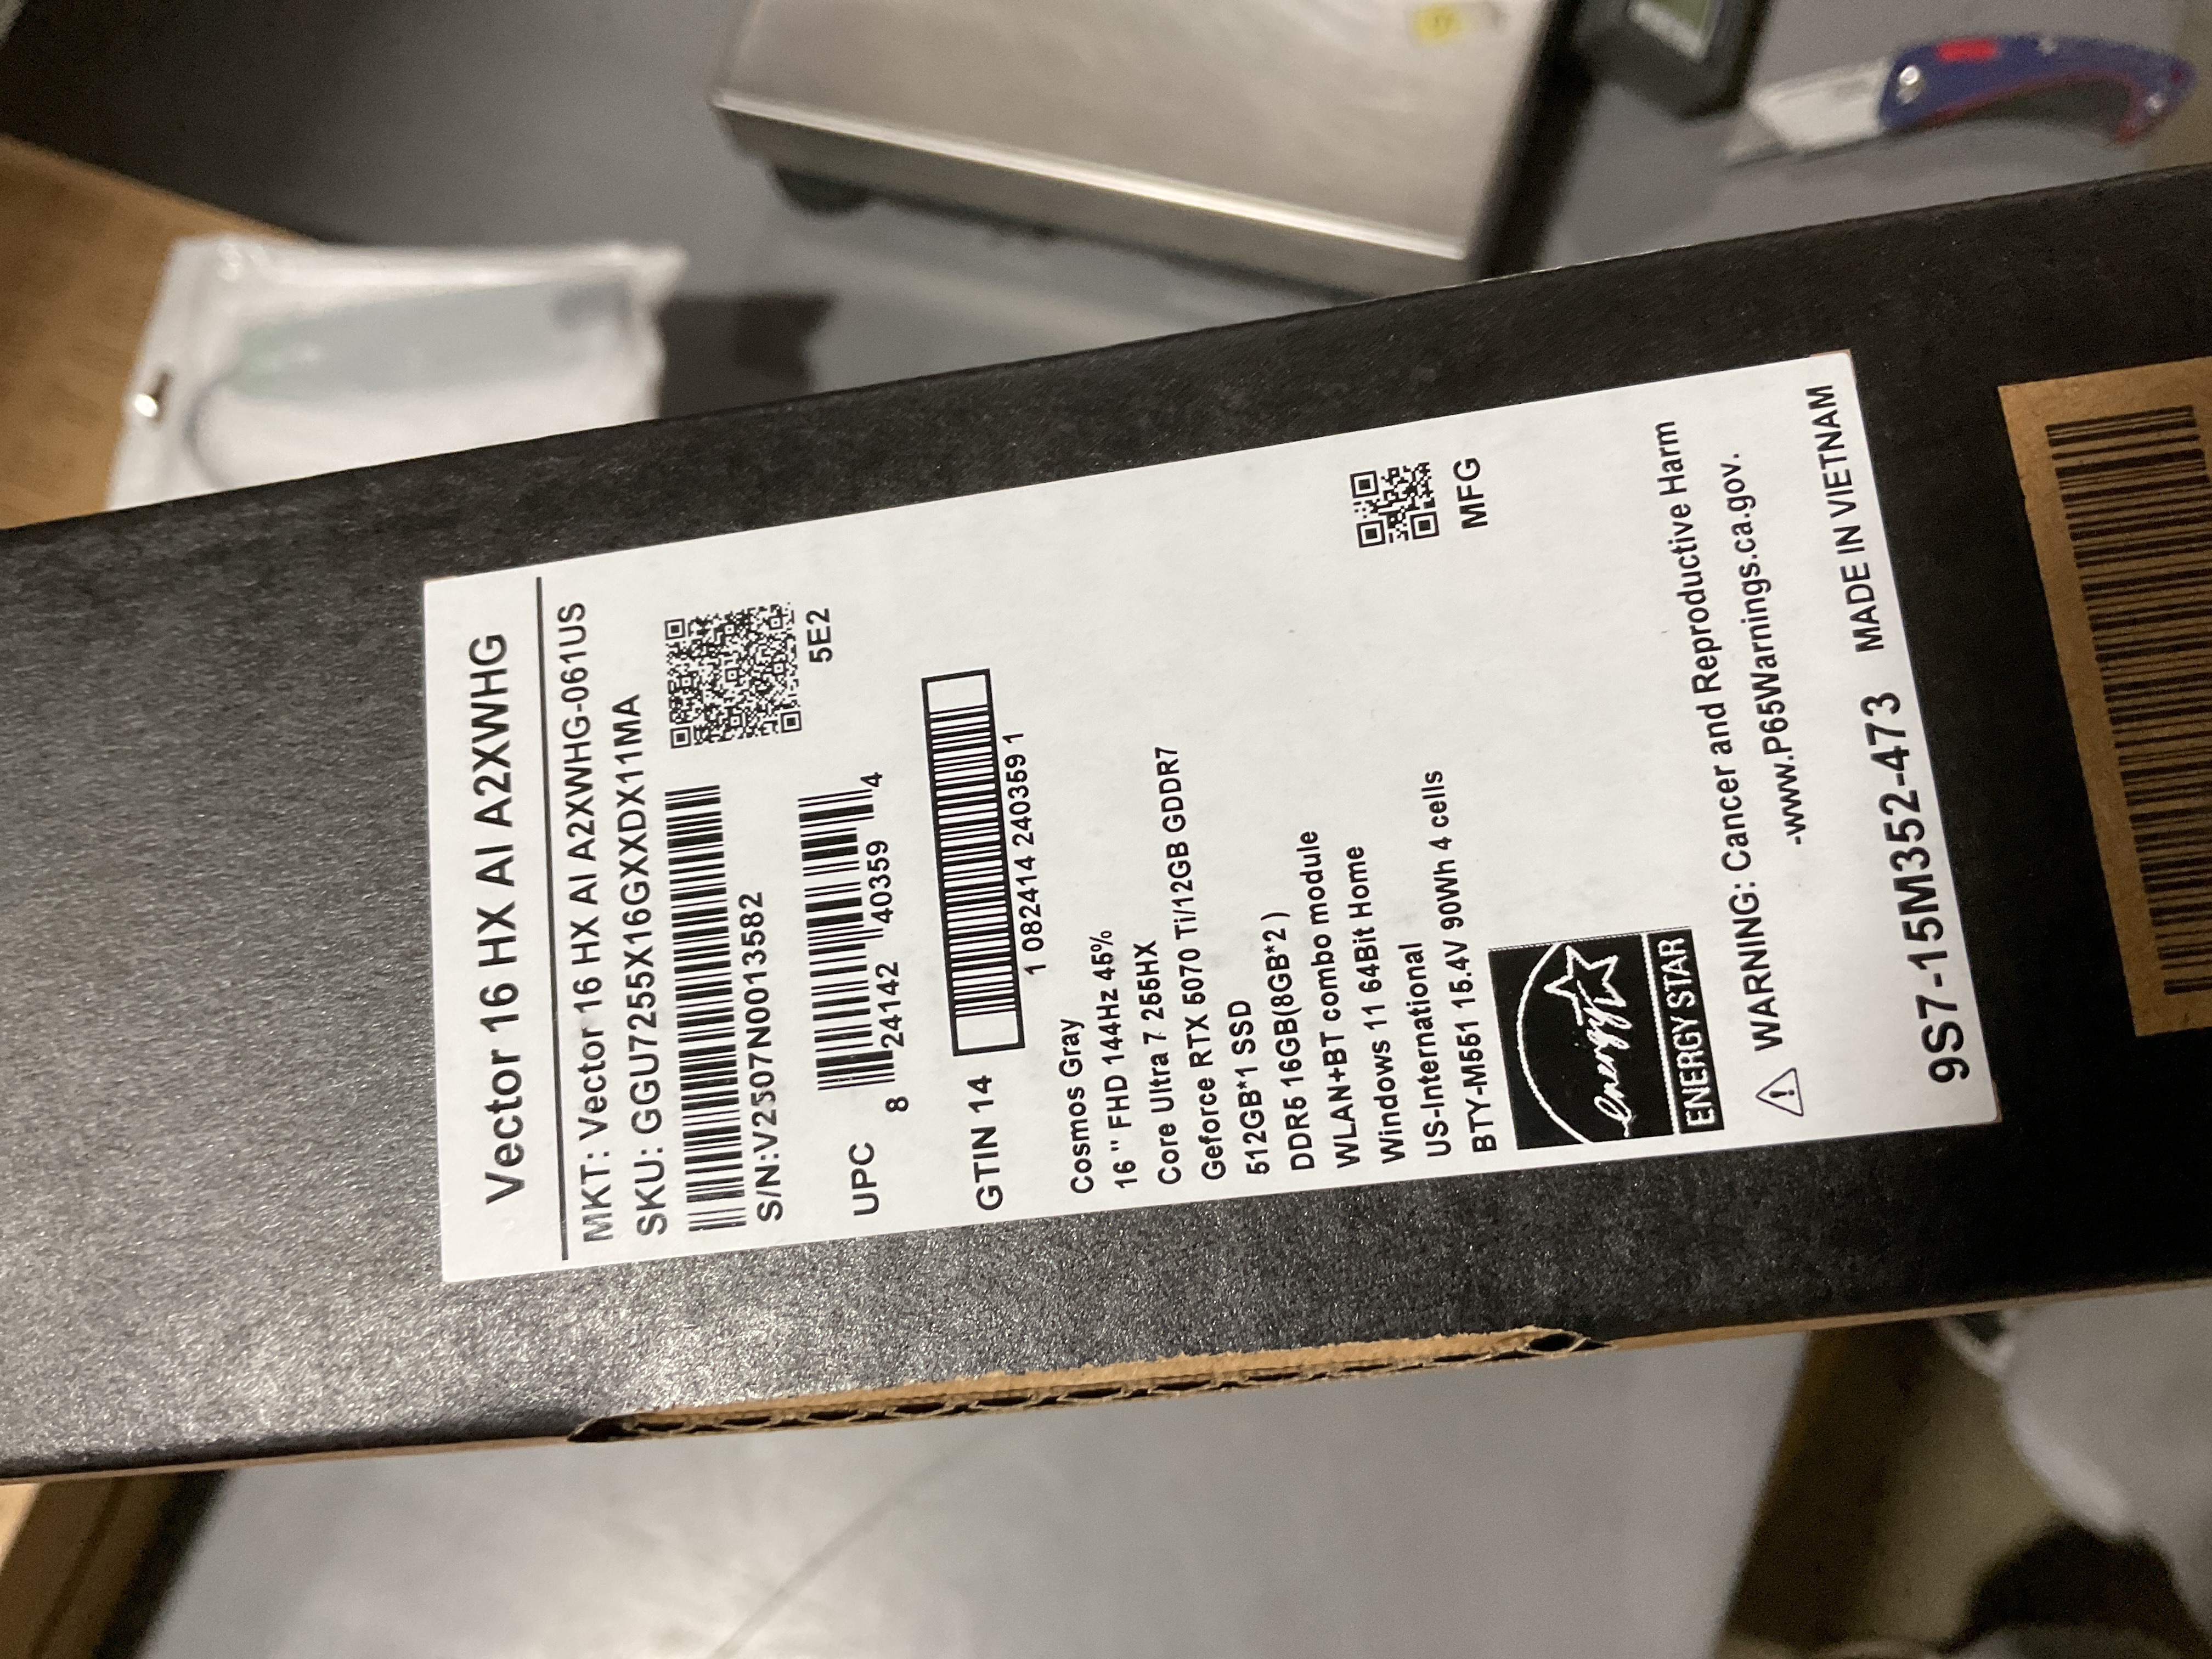 Vector 16 HX AI A2XWHG
MKT: Vector 16 HX AI A2XWHG-061US
SKU: GGU7255X16GXXDX11MA
S/N:V2507N0013582
5E2
UPC
8 24142 40359 4
GTIN 14
1 082414 240359 1
Cosmos Gray
16 " FHD 144Hz 45%
Core Ultra 7 255HX
Geforce RTX 5070 Ti/12GB GDDR7
512GB*1 SSD
DDR5 16GB(8GB*2 )
WLAN+BT combo module
Windows 11 64Bit Home
US-International
BTY-M551 15.4V 90Wh 4 cells
MFG
energy
ENERGY STAR
WARNING: Cancer and Reproductive Harm
-www.P65Warnings.ca.gov.
9S7-15M352-473 MADE IN VIETNAM